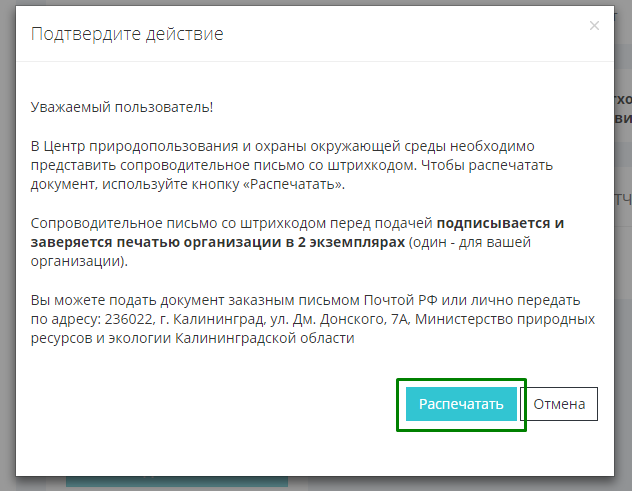 Подтвердите действие
×
Уважаемый пользователь!
В Центр природопользования и охраны окружающей среды необходимо
представить сопроводительное письмо со штрихкодом. Чтобы распечатать
документ, используйте кнопку «Распечатать».
Сопроводительное письмо со штрихкодом перед подачей подписывается и
заверяется печатью организации в 2 экземплярах (один - для вашей
организации).
Вы можете подать документ заказным письмом Почтой РФ или лично передать
по адресу: 236022, г. Калининград, ул. Дм. Донского, 7А, Министерство природных
ресурсов и экологии Калининградской области
Распечатать Отмена